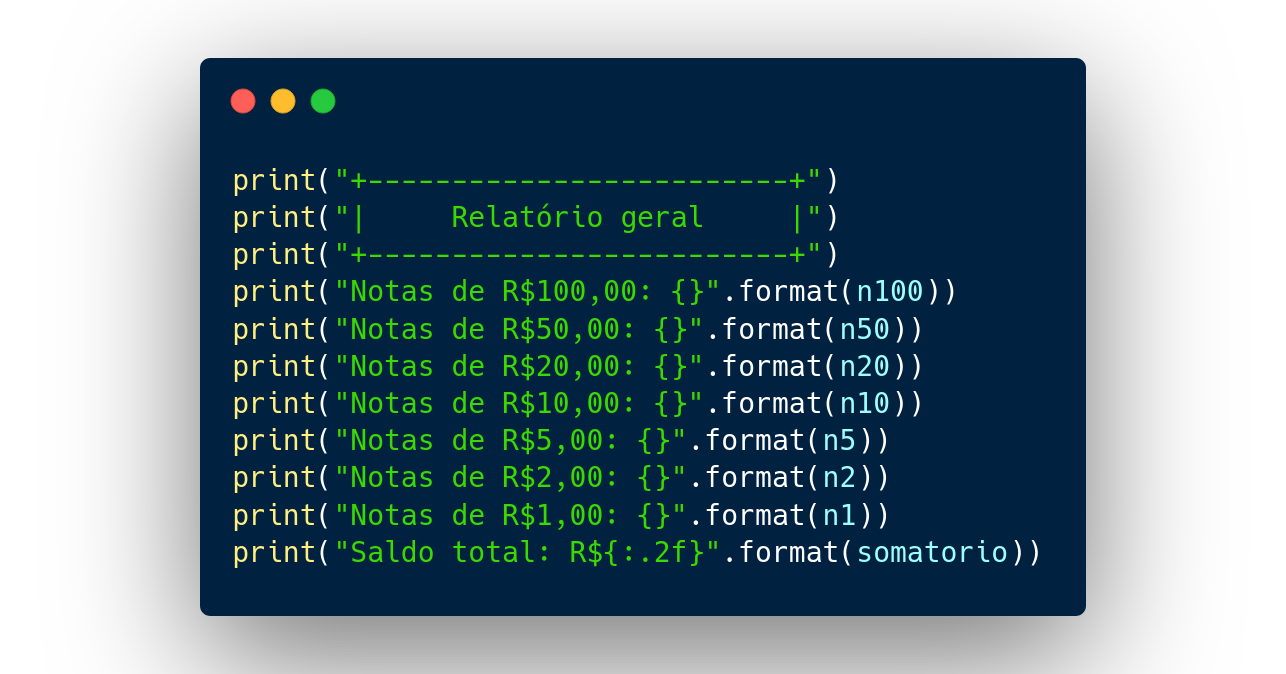 print("+-------------------------+")
print("|     Relatório geral     |")
print("+-------------------------+")
print("Notas de R$100,00: {}".format(n100))
print("Notas de R$50,00: {}".format(n50))
print("Notas de R$20,00: {}".format(n20))
print("Notas de R$10,00: {}".format(n10))
print("Notas de R$5,00: {}".format(n5))
print("Notas de R$2,00: {}".format(n2))
print("Notas de R$1,00: {}".format(n1))
print("Saldo total: R${:.2f}".format(somatorio))